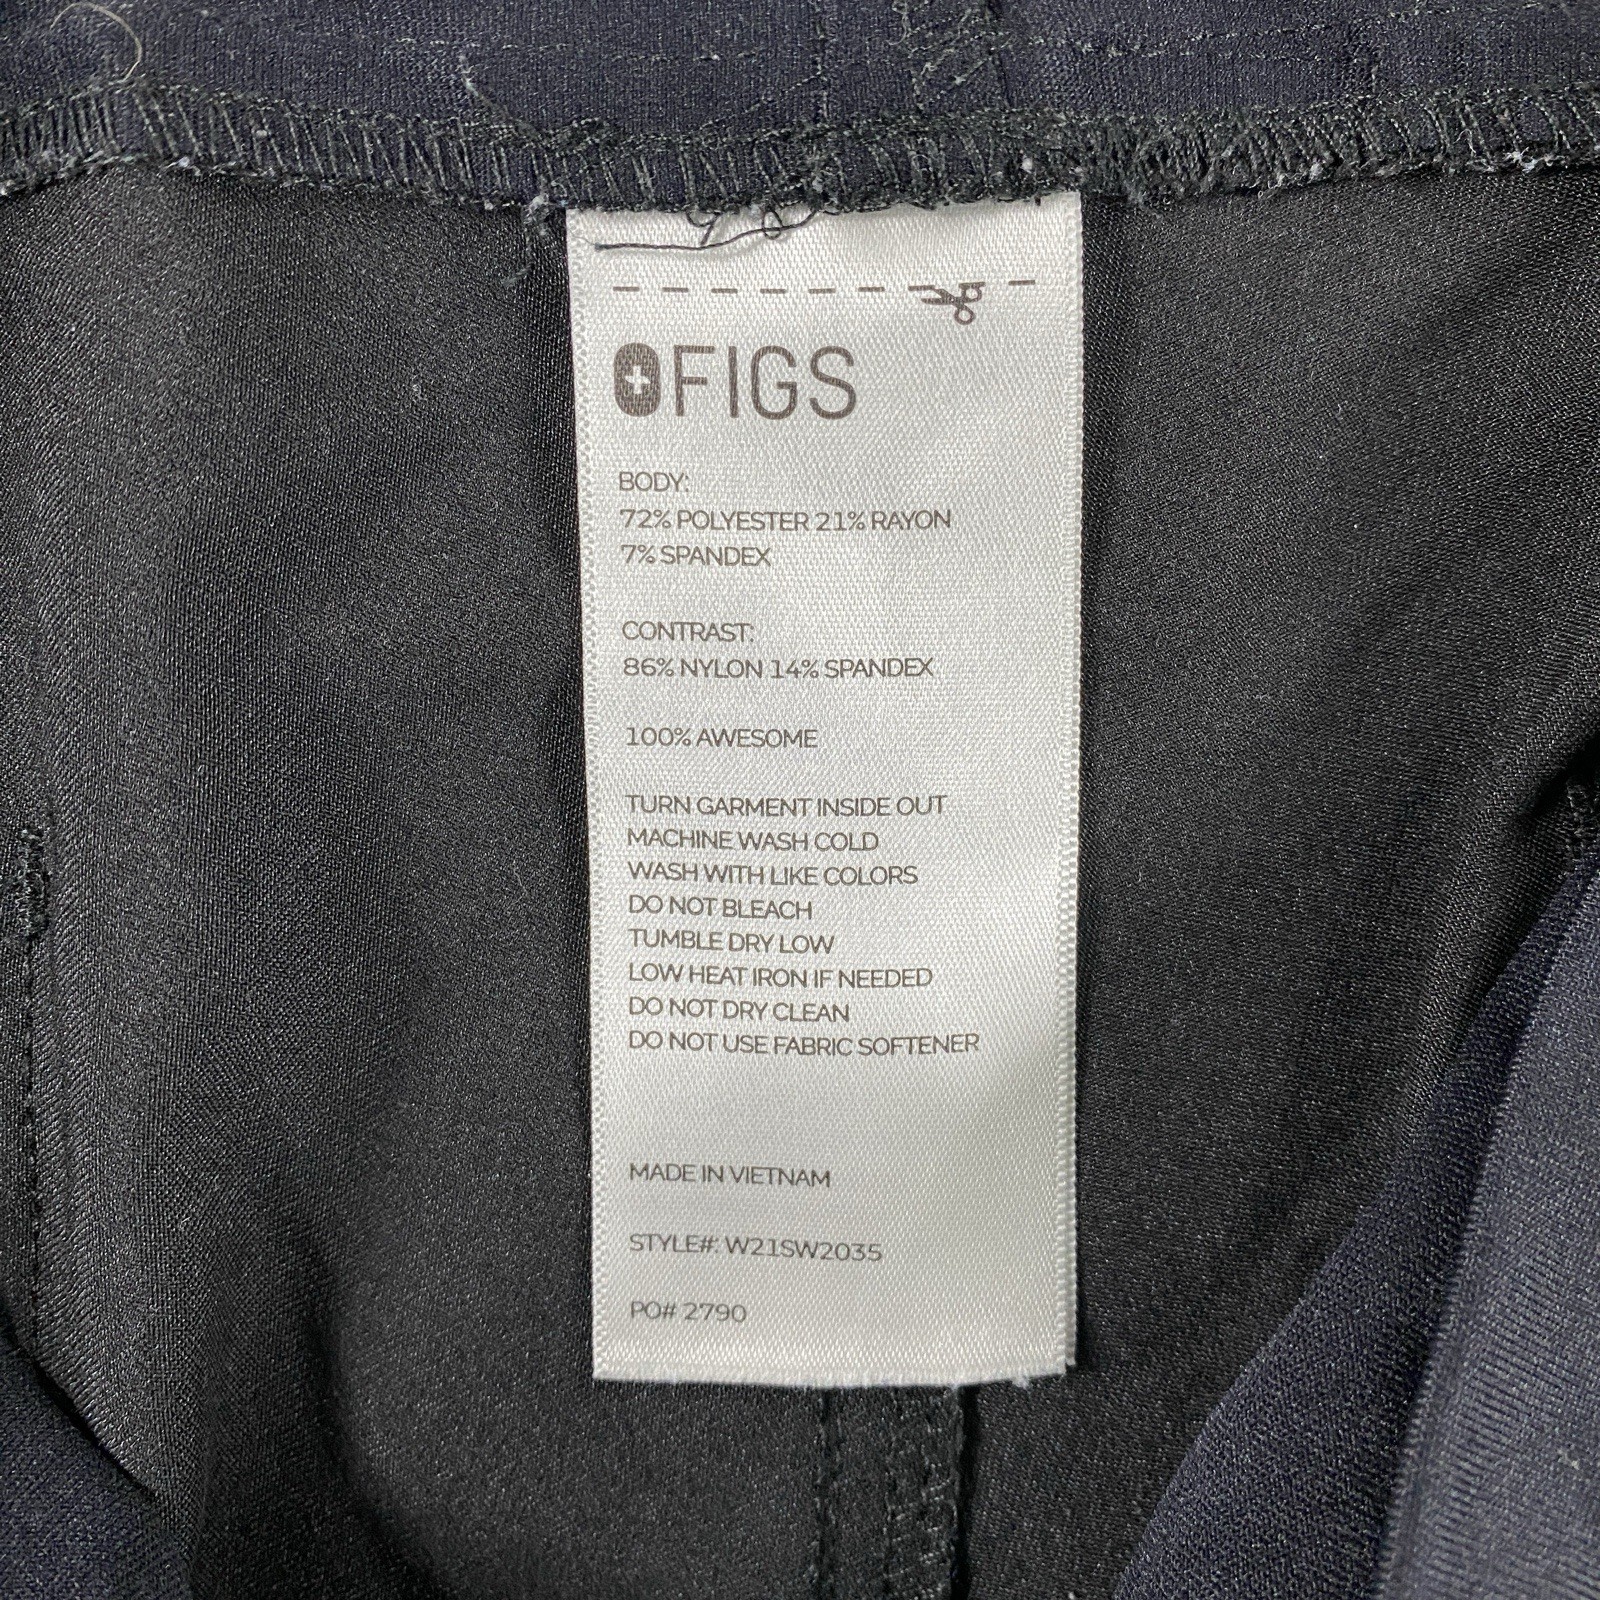 FIGS
BODY:
72% POLYESTER 21% RAYON
7% SPANDEX
CONTRAST:
86% NYLON 14% SPANDEX
100% AWESOME
TURN GARMENT INSIDE OUT
MACHINE WASH COLD
WASH WITH LIKE COLORS
DO NOT BLEACH
TUMBLE DRY LOW
LOW HEAT IRON IF NEEDED
DO NOT DRY CLEAN
DO NOT USE FABRIC SOFTENER
MADE IN VIETNAM
STYLE#: W21SW2035
PO# 2790